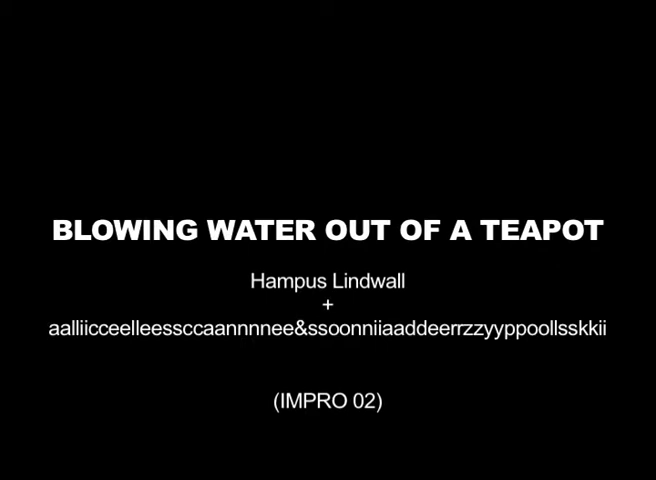 BLOWING WATER OUT OF A TEAPOT
Hampus Lindwall
+
aalliicceelleessccaannnnee&ssoonniiaaddeerrzzyyppoollsskkii
(IMPRO 02)